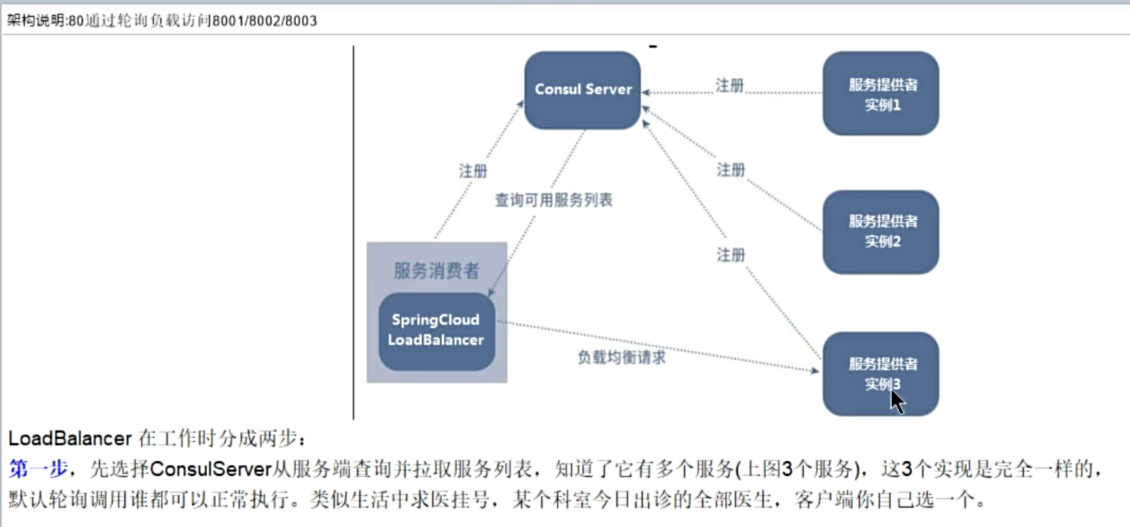 架构说明:80通过轮询负载访问8001/8002/8003
Consul Server
注册
服务提供者
实例1
注册
注册
查询可用服务列表
服务提供者
实例2
注册
服务消费者
SpringCloud
LoadBalancer
负载均衡请求
服务提供者
实例3
LoadBalancer 在工作时分成两步：
第一步，先选择ConsulServer从服务端查询并拉取服务列表，知道了它有多个服务(上图3个服务)，这3个实现是完全一样的，
默认轮询调用谁都可以正常执行。类似生活中求医挂号，某个科室今日出诊的全部医生，客户端你自己选一个。